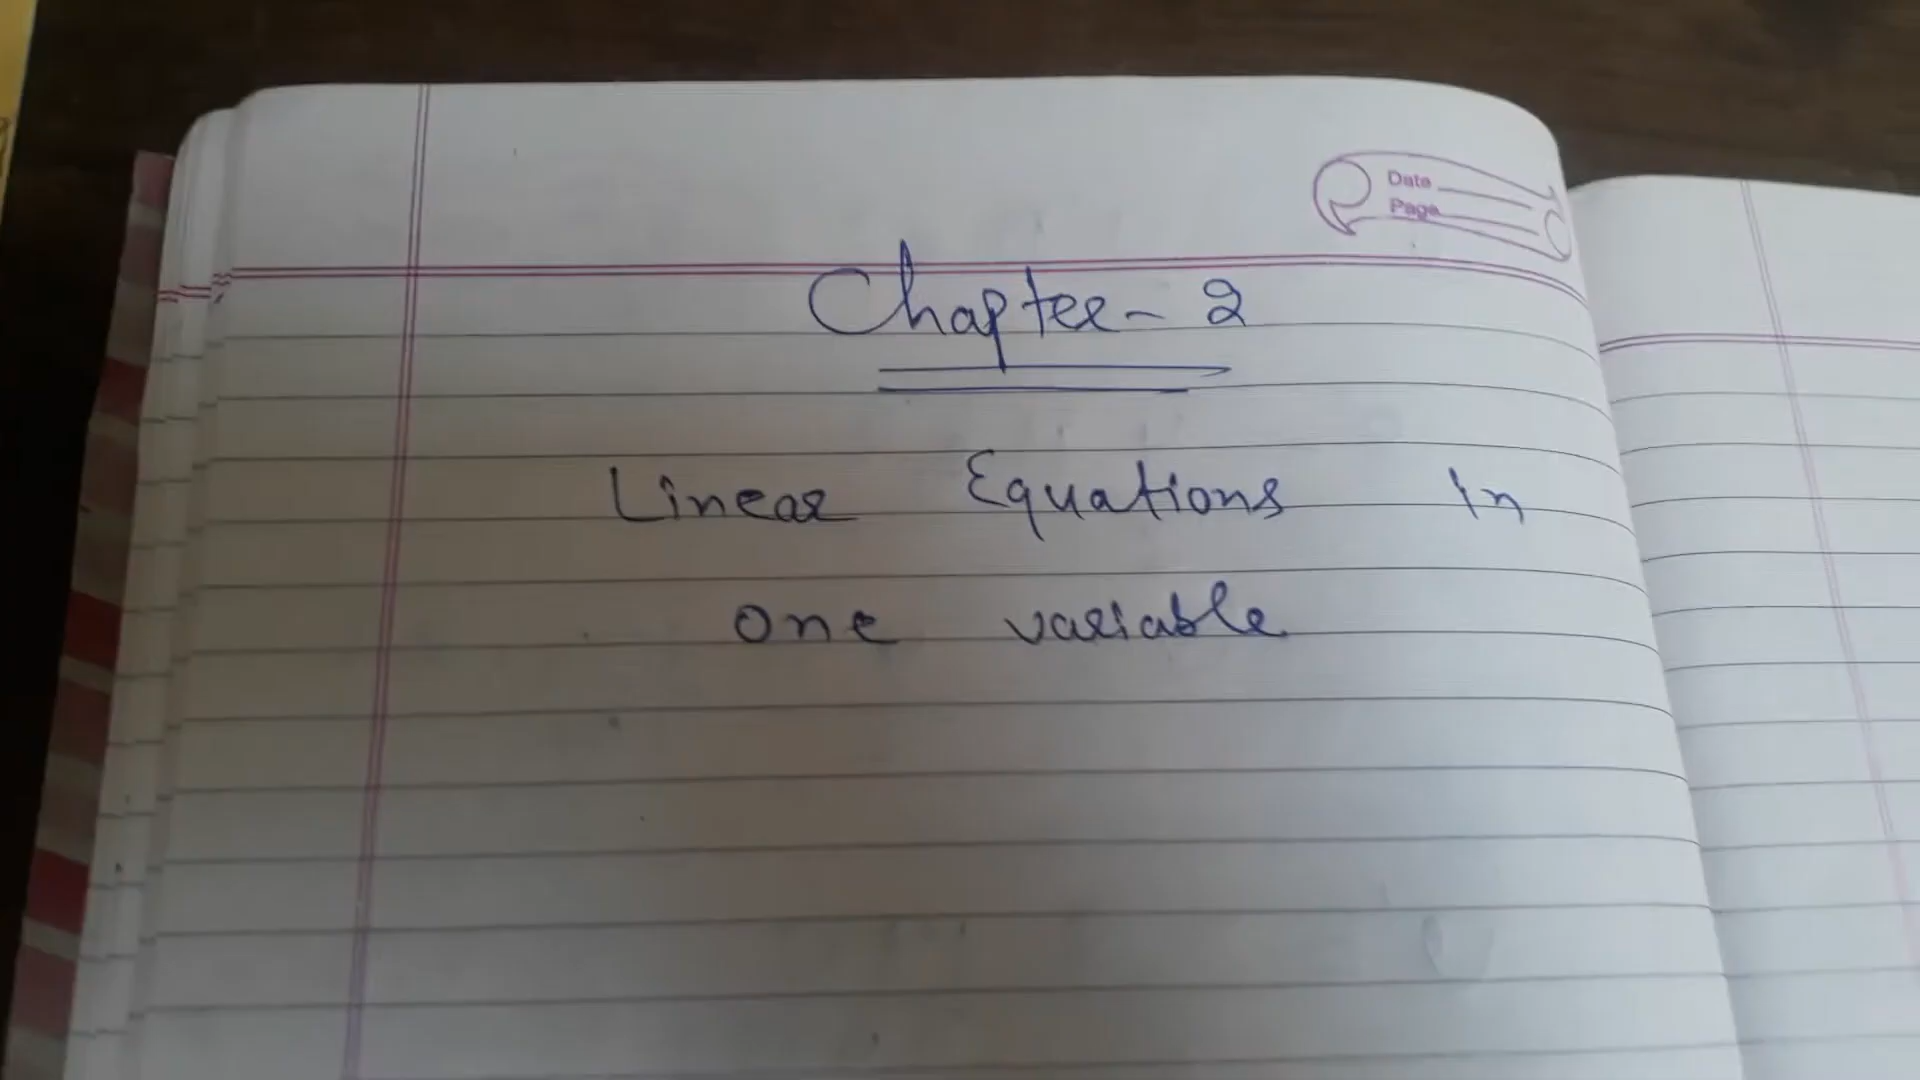 Date
Page
Chapter - 2
Linear Equations in
one variable